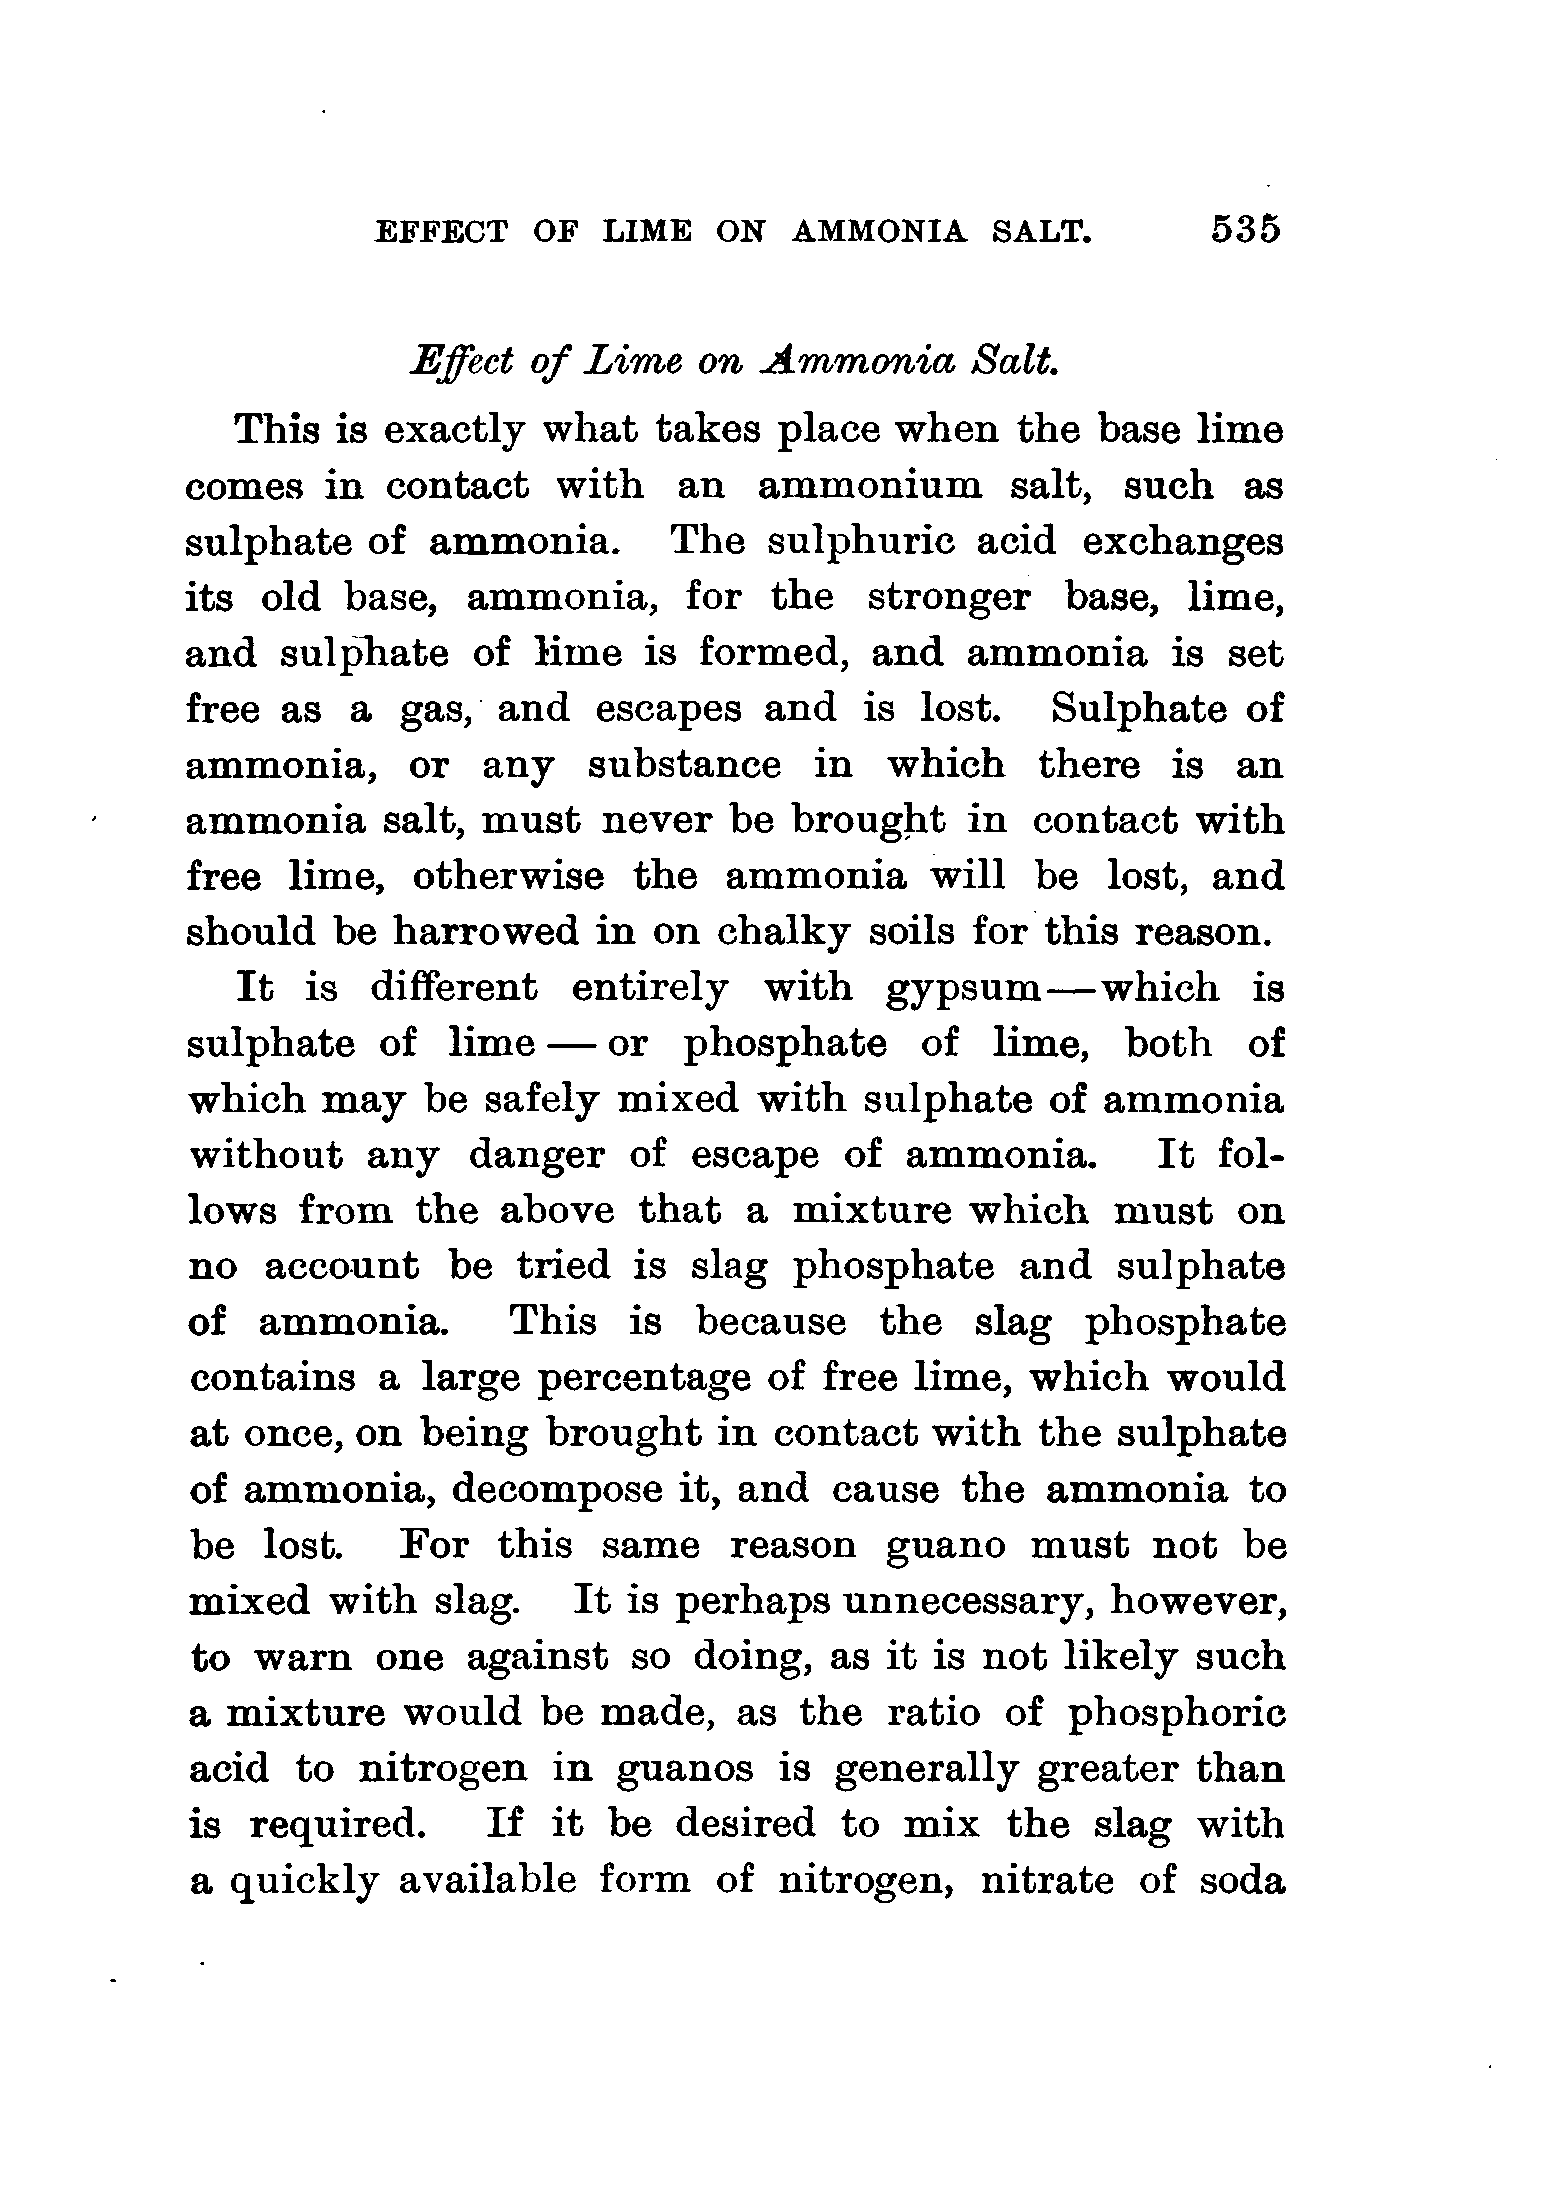 EFFECT OF LIME ON AMMONIA SALT. 535
Effect of Lime on Ammonia Salt.
This is exactly what takes place when the base lime
comes in contact with an ammonium salt, such as
sulphate of ammonia. The sulphuric acid exchanges
its old base, ammonia, for the stronger base, lime,
and sulphate of lime is formed, and ammonia is set
free as a gas, and escapes and is lost. Sulphate of
ammonia, or any substance in which there is an
ammonia salt, must never be brought in contact with
free lime, otherwise the ammonia will be lost, and
should be harrowed in on chalky soils for this reason.
It is different entirely with gypsum—which is
sulphate of lime — or phosphate of lime, both of
which may be safely mixed with sulphate of ammonia
without any danger of escape of ammonia. It fol-
lows from the above that a mixture which must on
no account be tried is slag phosphate and sulphate
of ammonia. This is because the slag phosphate
contains a large percentage of free lime, which would
at once, on being brought in contact with the sulphate
of ammonia, decompose it, and cause the ammonia to
be lost. For this same reason guano must not be
mixed with slag. It is perhaps unnecessary, however,
to warn one against so doing, as it is not likely such
a mixture would be made, as the ratio of phosphoric
acid to nitrogen in guanos is generally greater than
is required. If it be desired to mix the slag with
a quickly available form of nitrogen, nitrate of soda